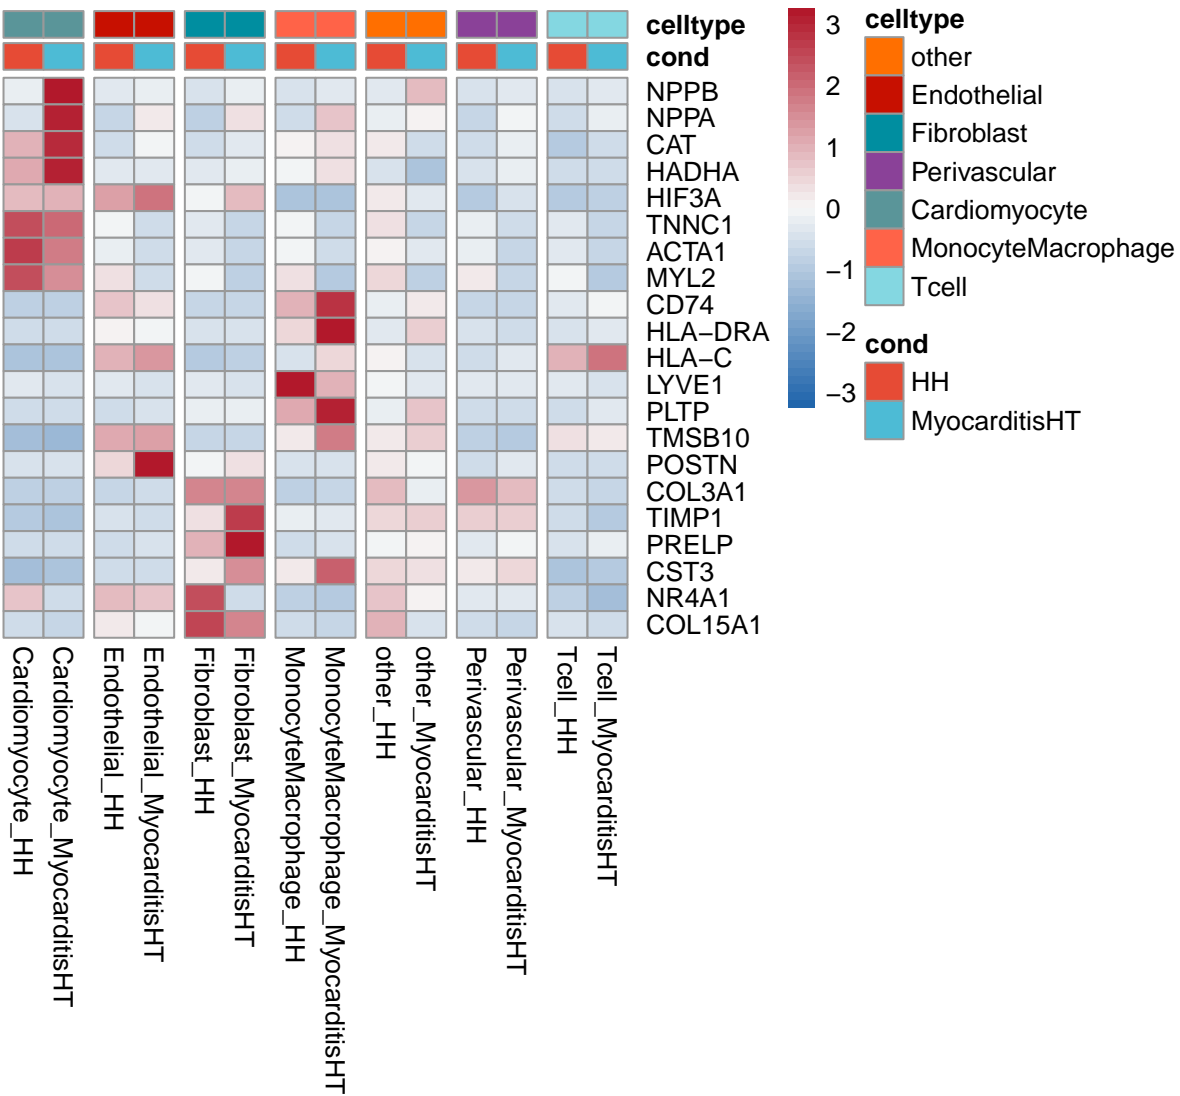 celltype
cond
NPPB
NPPA
CAT
HADHA
HIF3A
TNNC1
ACTA1
MYL2
CD74
HLA−DRA
HLA−C
LYVE1
PLTP
TMSB10
POSTN
COL3A1
TIMP1
PRELP
CST3
NR4A1
COL15A1
Cardiomyocyte_HH
Cardiomyocyte_MyocarditisHT
Endothelial_HH
Endothelial_MyocarditisHT
Fibroblast_HH
Fibroblast_MyocarditisHT
MonocyteMacrophage_HH
MonocyteMacrophage_MyocarditisHT
other_HH
other_MyocarditisHT
Perivascular_HH
Perivascular_MyocarditisHT
Tcell_HH
Tcell_MyocarditisHT
3
2
1
0
−1
−2
−3
celltype
other
Endothelial
Fibroblast
Perivascular
Cardiomyocyte
MonocyteMacrophage
Tcell
cond
HH
MyocarditisHT